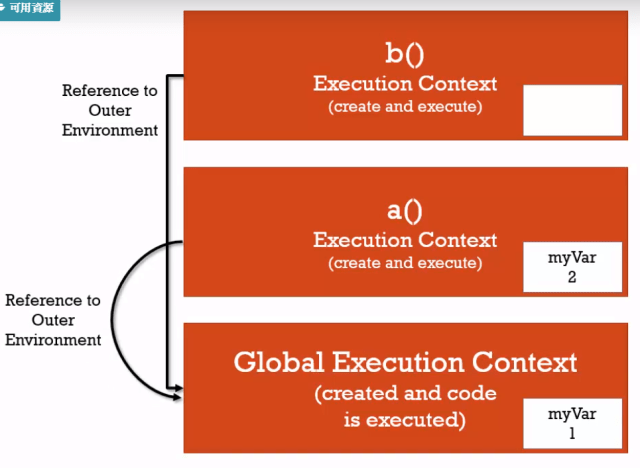 可用資源
b()
Execution Context
(create and execute)
Reference to
Outer
Environment
a()
Execution Context
(create and execute)
myVar
2
Reference to
Outer
Environment
Global Execution Context
(created and code
is executed)
myVar
1